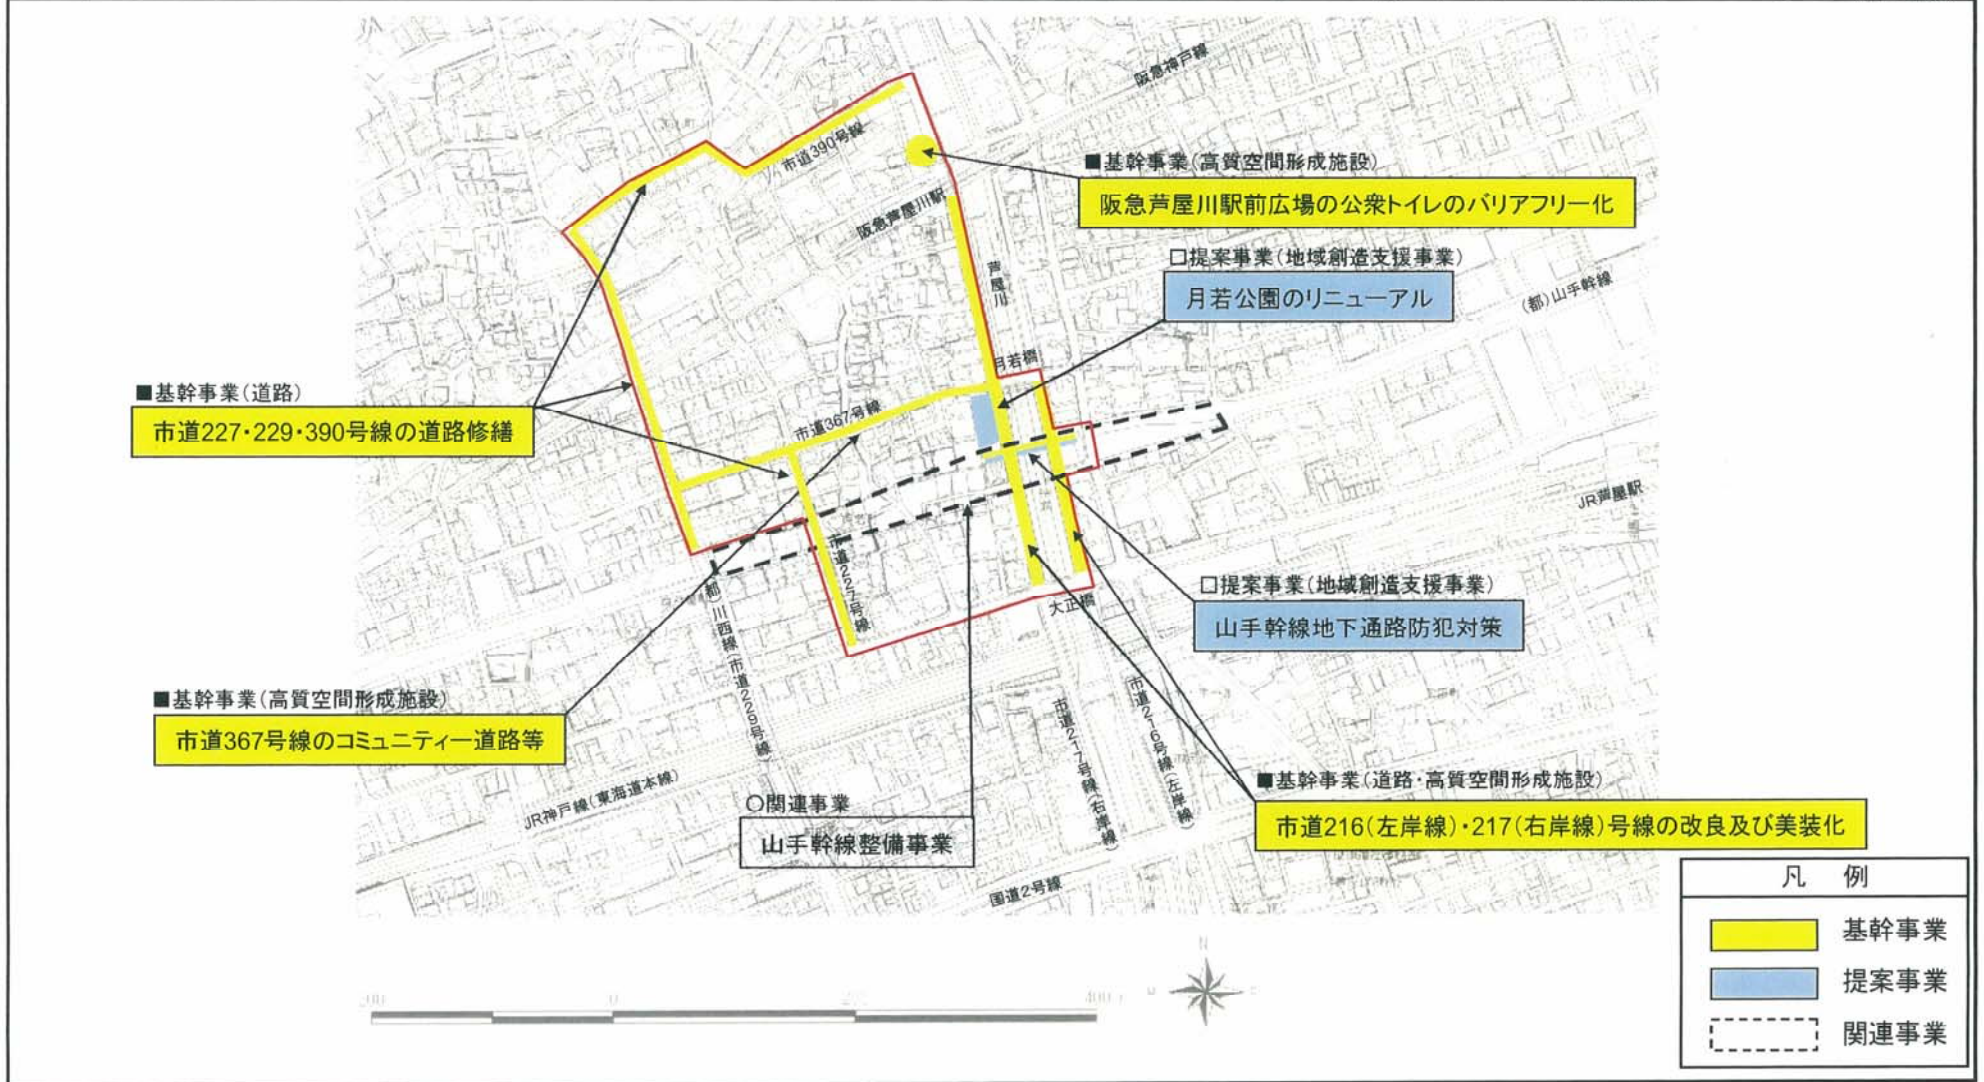 阪急神戸線
市道390号線
■基幹事業(高質空間形成施設)
阪急芦屋川駅前広場の公衆トイレのバリアフリー化
阪急芦屋川駅
□提案事業(地域創造支援事業)
月若公園のリニューアル
芦屋川
(都)山手幹線
月若橋
■基幹事業(道路)
市道227・229・390号線の道路修繕
市道367号線
JR芦屋駅
市道227号線
□提案事業(地域創造支援事業)
山手幹線地下通路防犯対策
大正橋
(都)川西線(市道229号線)
■基幹事業(高質空間形成施設)
市道367号線のコミュニティー道路等
市道217号線(右岸線)
市道216号線(左岸線)
JR神戸線(東海道本線)
■基幹事業(道路・高質空間形成施設)
市道216(左岸線)・217(右岸線)号線の改良及び美装化
○関連事業
山手幹線整備事業
国道2号線
凡 例
基幹事業
提案事業
関連事業
N
0